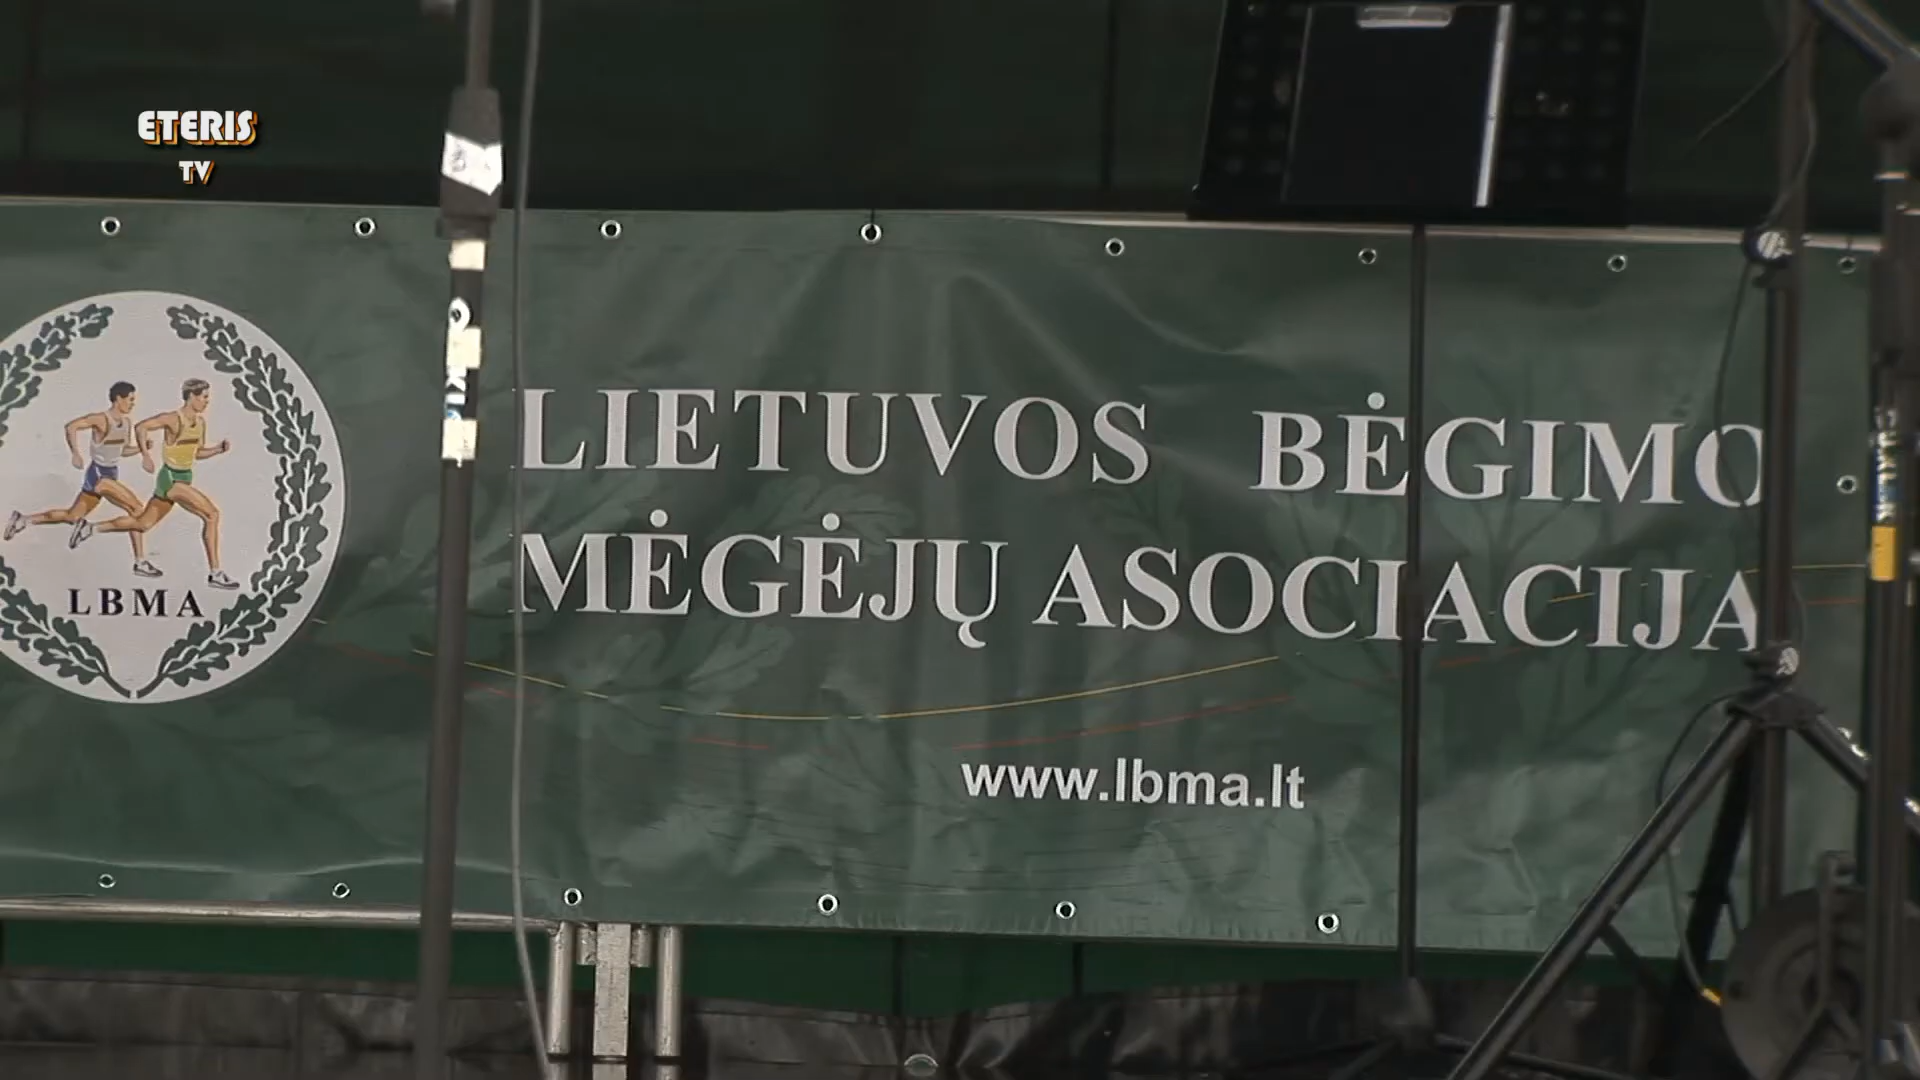 ETERIS
TV
LIETUVOS BĖGIMO
MĖGĖJŲ ASOCIACIJA
LBMA
www.lbma.lt